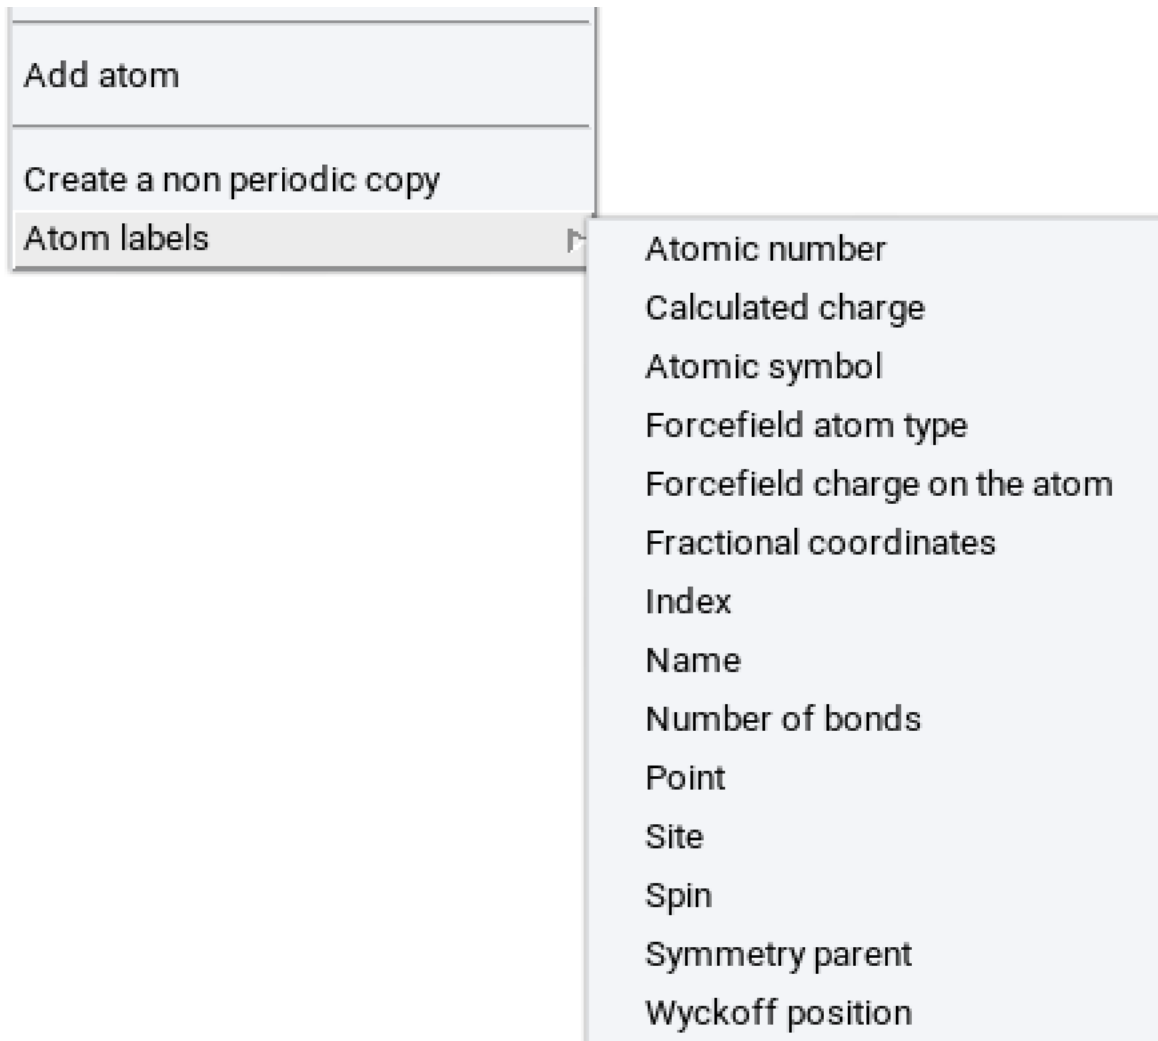 Add atom
Create a non periodic copy
Atom labels
Atomic number
Calculated charge
Atomic symbol
Forcefield atom type
Forcefield charge on the atom
Fractional coordinates
Index
Name
Number of bonds
Point
Site
Spin
Symmetry parent
Wyckoff position